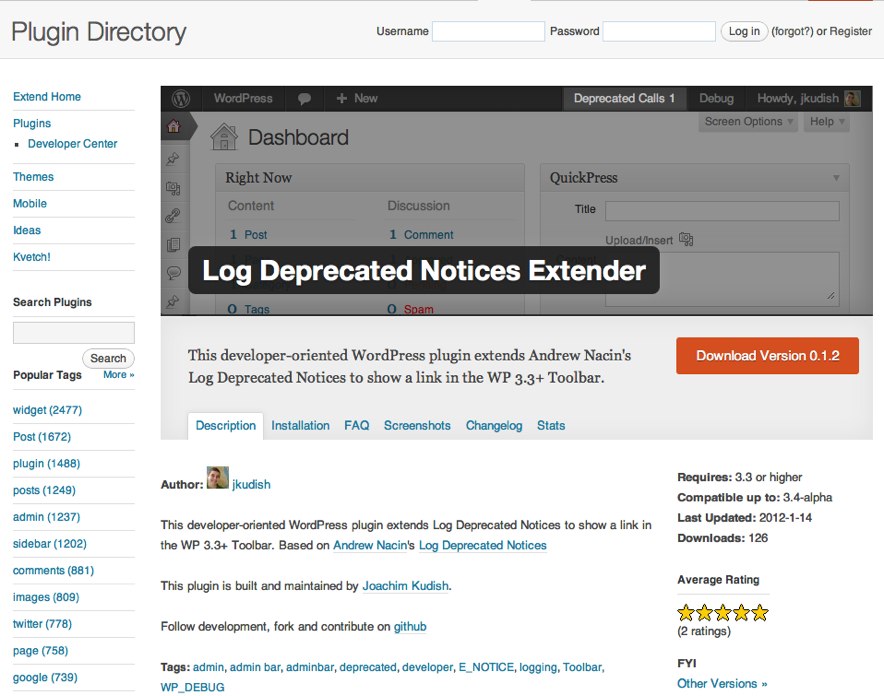 Plugin Directory
Username
Password
Log in (forgot?) or Register
Extend Home
Plugins
Developer Center
Themes
Mobile
Ideas
Kvetch!
Search Plugins
Search
Popular Tags
More »
widget (2477)
Post (1672)
plugin (1488)
posts (1249)
admin (1237)
sidebar (1202)
comments (881)
images (809)
twitter (778)
page (758)
google (739)
WordPress
+ New
Deprecated Calls 1
Debug
Howdy, jkudish
Screen Options
Help
Dashboard
Right Now
Content
Discussion
1 Post
1 Comment
0 Tags
0 Spam
QuickPress
Title
Upload/Insert
Log Deprecated Notices Extender
This developer-oriented WordPress plugin extends Andrew Nacin's
Log Deprecated Notices to show a link in the WP 3.3+ Toolbar.
Download Version 0.1.2
Description
Installation
FAQ
Screenshots
Changelog
Stats
Author: jkudish
This developer-oriented WordPress plugin extends Log Deprecated Notices to show a link in
the WP 3.3+ Toolbar. Based on Andrew Nacin's Log Deprecated Notices
This plugin is built and maintained by Joachim Kudish.
Follow development, fork and contribute on github
Tags: admin, admin bar, adminbar, deprecated, developer, E_NOTICE, logging, Toolbar,
WP_DEBUG
Requires: 3.3 or higher
Compatible up to: 3.4-alpha
Last Updated: 2012-1-14
Downloads: 126
Average Rating
(2 ratings)
FYI
Other Versions »